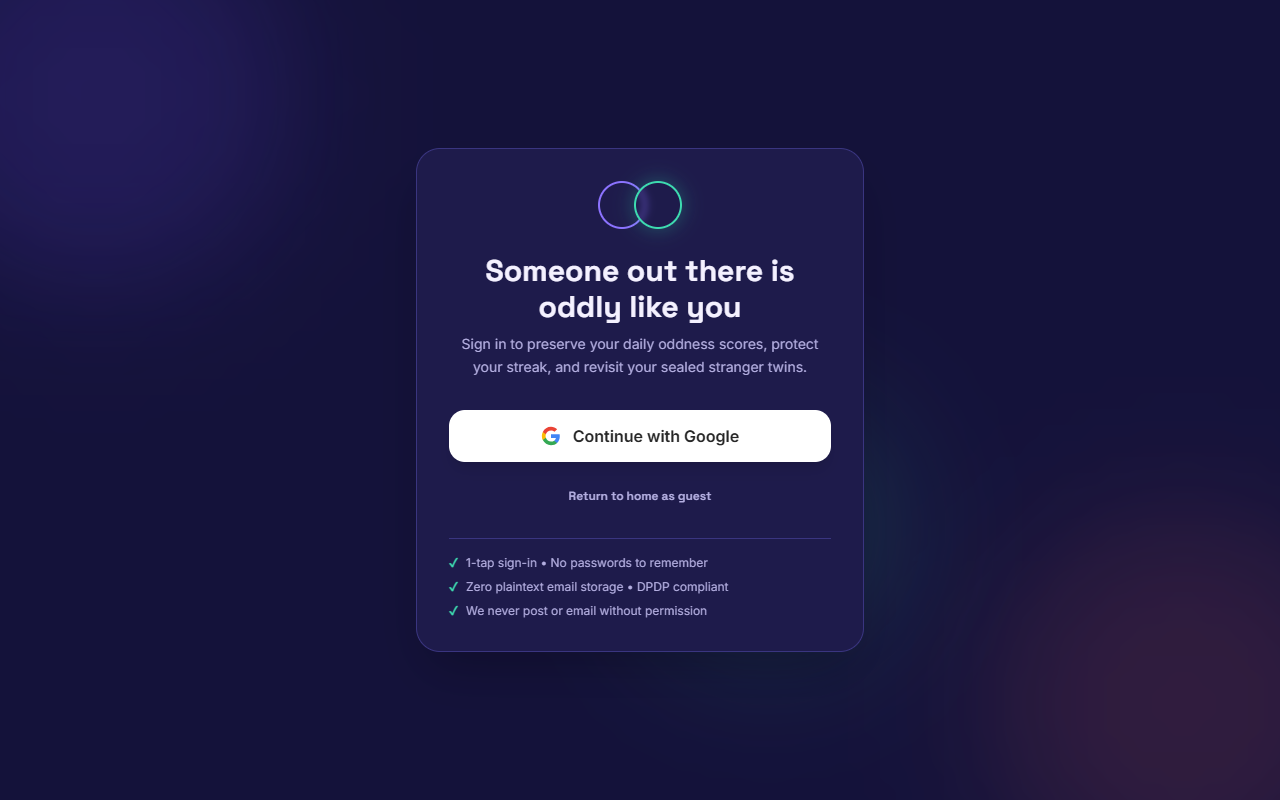 Someone out there is
oddly like you
Sign in to preserve your daily oddness scores, protect
your streak, and revisit your sealed stranger twins.
Continue with Google
Return to home as guest
✓ 1-tap sign-in • No passwords to remember
✓ Zero plaintext email storage • DPDP compliant
✓ We never post or email without permission